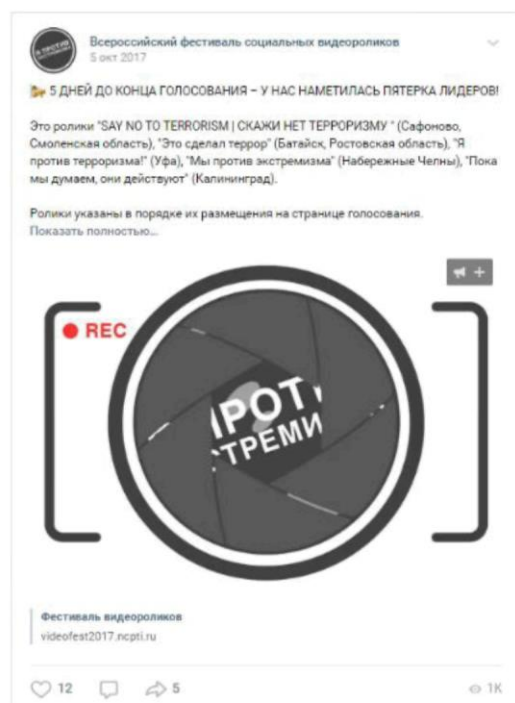 Всероссийский фестиваль социальных видеороликов
5 окт 2017
Я ПРОТИВ
5 ДНЕЙ ДО КОНЦА ГОЛОСОВАНИЯ – У НАС НАМЕТИЛАСЬ ПЯТЕРКА ЛИДЕРОВ!
Это ролики "SAY NO TO TERRORISM | СКАЖИ НЕТ ТЕРРОРИЗМУ " (Сафоново,
Смоленская область), "Это сделал террор" (Батайск, Ростовская область), "Я
против терроризма!" (Уфа), "Мы против экстремизма" (Набережные Челны), "Пока
мы думаем, они действуют" (Калининград).
Ролики указаны в порядке их размещения на странице голосования.
Показать полностью...
REC
ПРОТИ
СТРЕМИ
Фестиваль видеороликов
videofest2017.ncpti.ru
12
5
1K